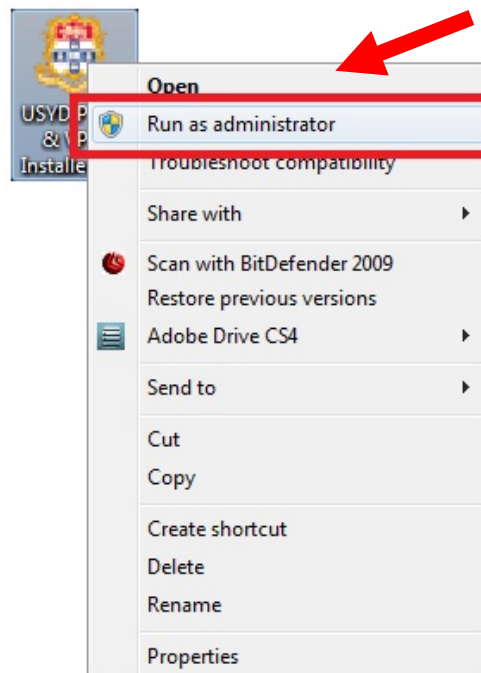 USYD
&
Installe
Open
Run as administrator
Troubleshoot compatibility
Share with
Scan with BitDefender 2009
Restore previous versions
Adobe Drive CS4
Send to
Cut
Copy
Create shortcut
Delete
Rename
Properties